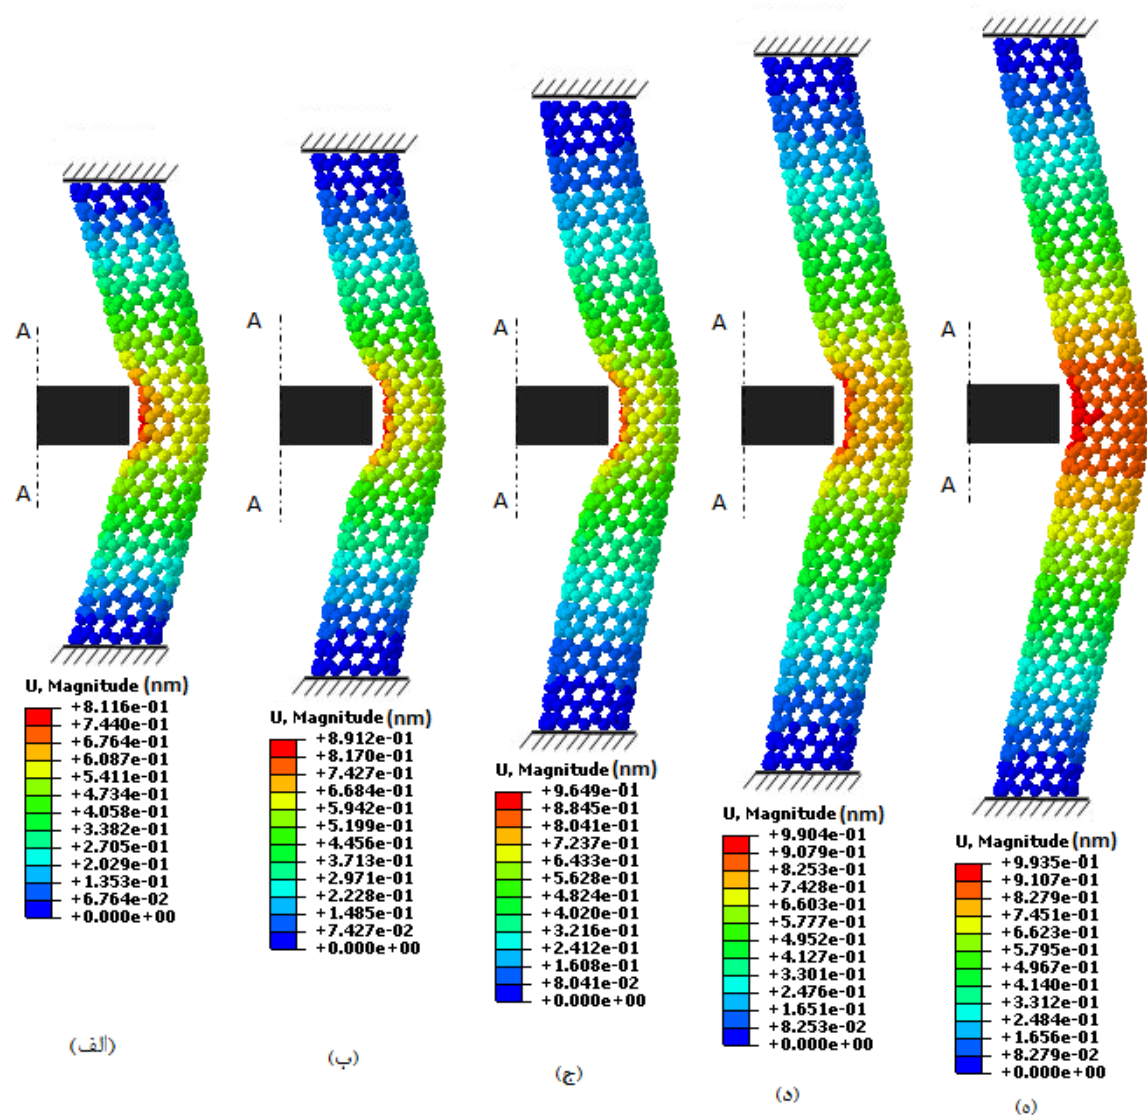 A
A
U, Magnitude (nm)
+8.116e-01
+7.440e-01
+6.764e-01
+6.087e-01
+5.411e-01
+4.734e-01
+4.058e-01
+3.382e-01
+2.705e-01
+2.029e-01
+1.353e-01
+6.764e-02
+0.000e+00
(الف)
A
A
U, Magnitude (nm)
+8.912e-01
+8.170e-01
+7.427e-01
+6.684e-01
+5.942e-01
+5.199e-01
+4.456e-01
+3.713e-01
+2.971e-01
+2.228e-01
+1.485e-01
+7.427e-02
+0.000e+00
(ب)
A
A
U, Magnitude (nm)
+9.649e-01
+8.845e-01
+8.041e-01
+7.237e-01
+6.433e-01
+5.628e-01
+4.824e-01
+4.020e-01
+3.216e-01
+2.412e-01
+1.608e-01
+8.041e-02
+0.000e+00
(ج)
A
A
U, Magnitude (nm)
+9.904e-01
+9.079e-01
+8.253e-01
+7.428e-01
+6.603e-01
+5.777e-01
+4.952e-01
+4.127e-01
+3.301e-01
+2.476e-01
+1.651e-01
+8.253e-02
+0.000e+00
(د)
A
A
U, Magnitude (nm)
+9.935e-01
+9.107e-01
+8.279e-01
+7.451e-01
+6.623e-01
+5.795e-01
+4.967e-01
+4.140e-01
+3.312e-01
+2.484e-01
+1.656e-01
+8.279e-02
+0.000e+00
(ه)